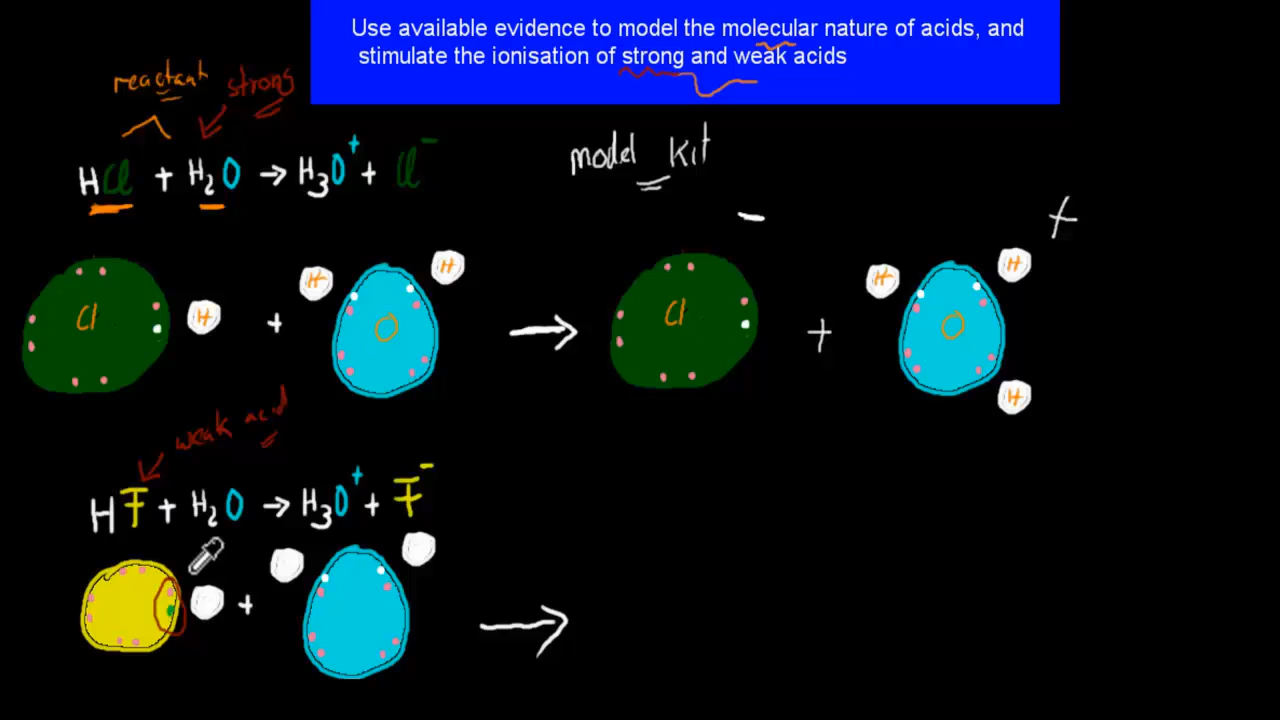 Use available evidence to model the molecular nature of acids, and
stimulate the ionisation of strong and weak acids
reactant strong
HCl + H₂O → H₃O⁺ + Cl⁻
model kit
− +
Cl H + H O H → Cl + H O H H
weak acid
HF + H₂O → H₃O⁺ + F⁻
+ →